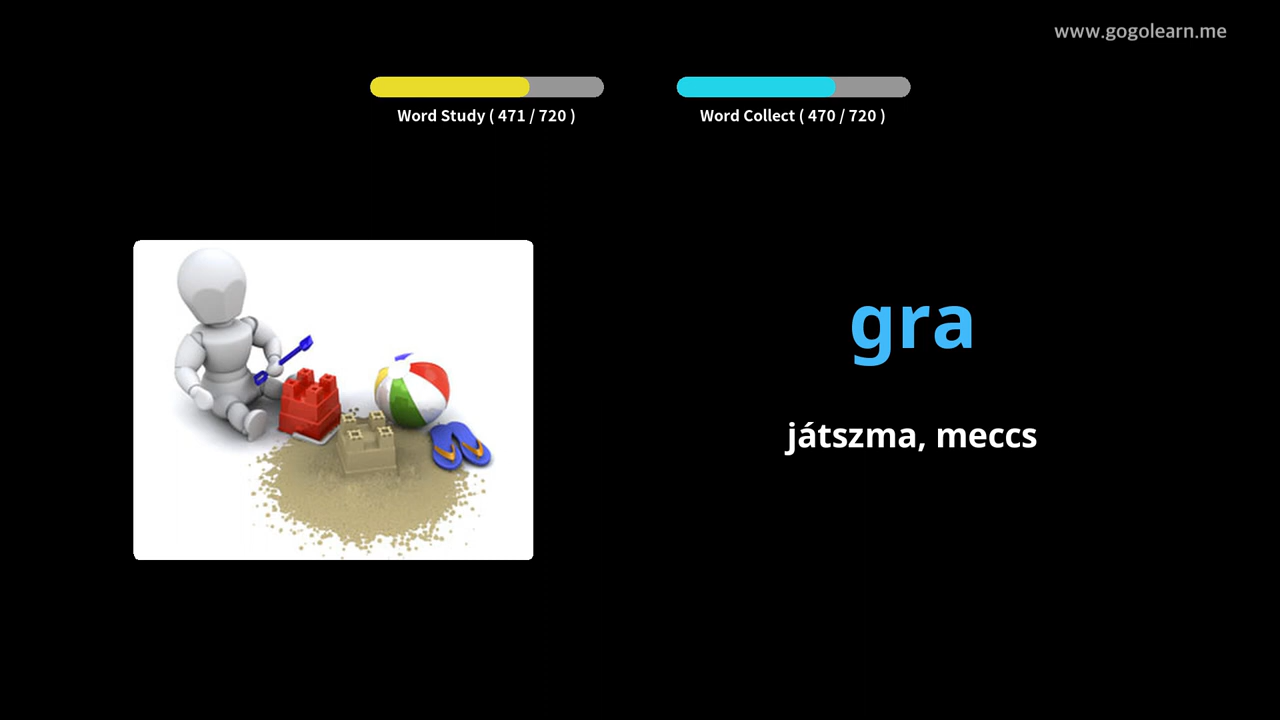 www.gogolearn.me
Word Study ( 471 / 720 )
Word Collect ( 470 / 720 )
gra
játszma, meccs